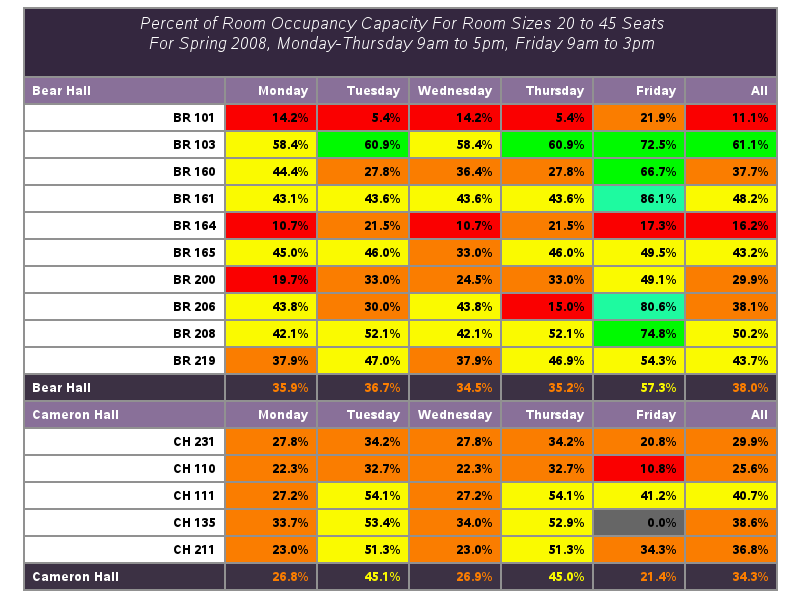 Percent of Room Occupancy Capacity For Room Sizes 20 to 45 Seats
For Spring 2008, Monday-Thursday 9am to 5pm, Friday 9am to 3pm
Bear Hall Monday Tuesday Wednesday Thursday Friday All
BR 101 14.2% 5.4% 14.2% 5.4% 21.9% 11.1%
BR 103 58.4% 60.9% 58.4% 60.9% 72.5% 61.1%
BR 160 44.4% 27.8% 36.4% 27.8% 66.7% 37.7%
BR 161 43.1% 43.6% 43.6% 43.6% 86.1% 48.2%
BR 164 10.7% 21.5% 10.7% 21.5% 17.3% 16.2%
BR 165 45.0% 46.0% 33.0% 46.0% 49.5% 43.2%
BR 200 19.7% 33.0% 24.5% 33.0% 49.1% 29.9%
BR 206 43.8% 30.0% 43.8% 15.0% 80.6% 38.1%
BR 208 42.1% 52.1% 42.1% 52.1% 74.8% 50.2%
BR 219 37.9% 47.0% 37.9% 46.9% 54.3% 43.7%
Bear Hall 35.9% 36.7% 34.5% 35.2% 57.3% 38.0%
Cameron Hall Monday Tuesday Wednesday Thursday Friday All
CH 231 27.8% 34.2% 27.8% 34.2% 20.8% 29.9%
CH 110 22.3% 32.7% 22.3% 32.7% 10.8% 25.6%
CH 111 27.2% 54.1% 27.2% 54.1% 41.2% 40.7%
CH 135 33.7% 53.4% 34.0% 52.9% 0.0% 38.6%
CH 211 23.0% 51.3% 23.0% 51.3% 34.3% 36.8%
Cameron Hall 26.8% 45.1% 26.9% 45.0% 21.4% 34.3%